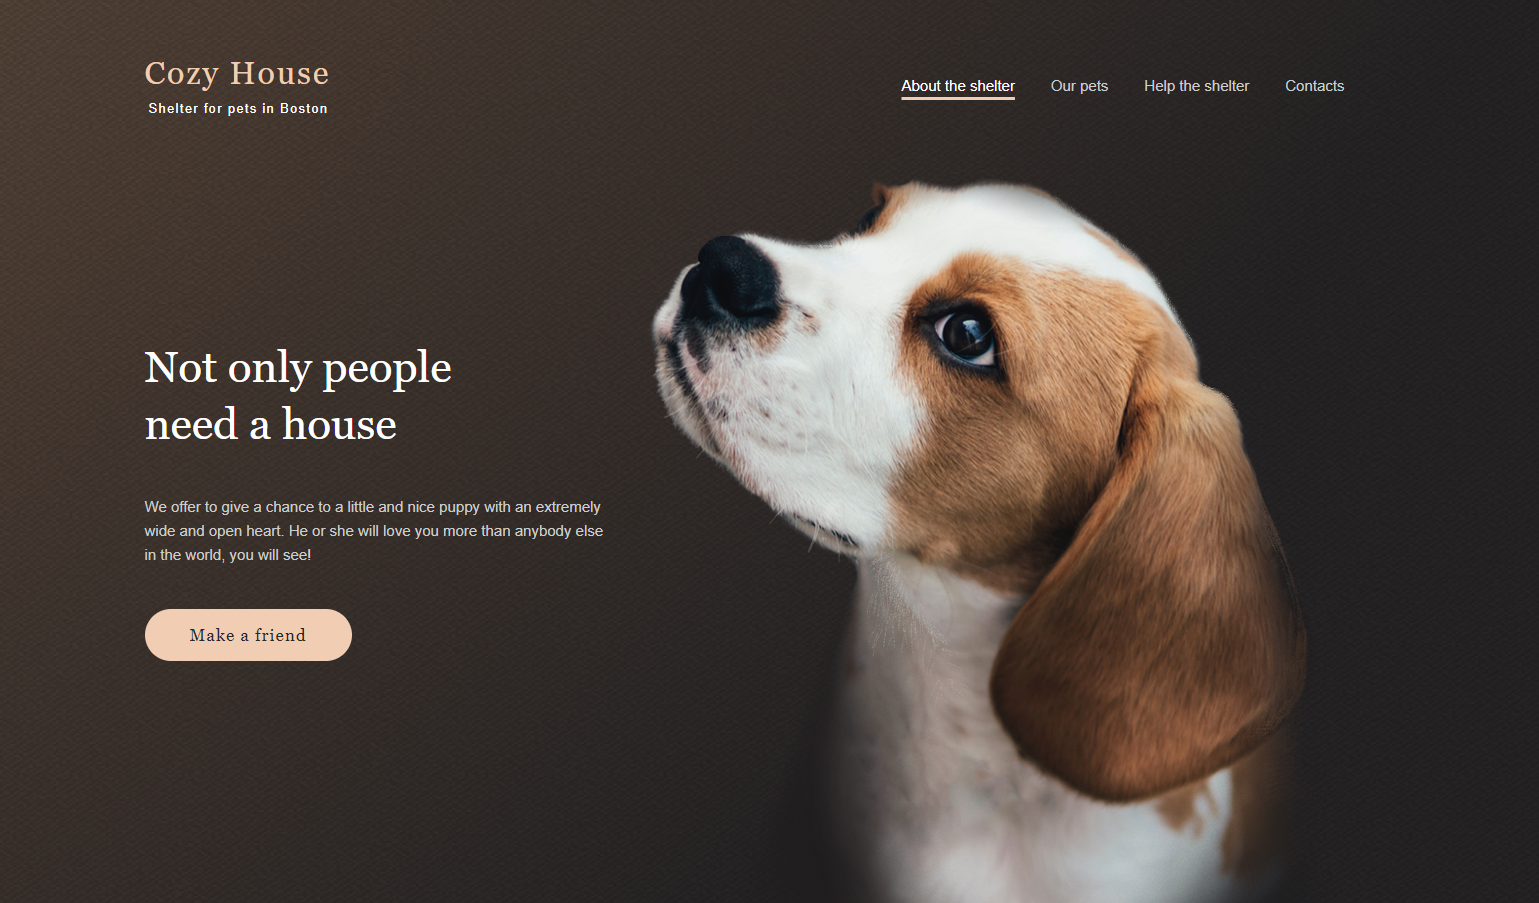 Cozy House
Shelter for pets in Boston
About the shelter
Our pets
Help the shelter
Contacts
Not only people
need a house
We offer to give a chance to a little and nice puppy with an extremely
wide and open heart. He or she will love you more than anybody else
in the world, you will see!
Make a friend